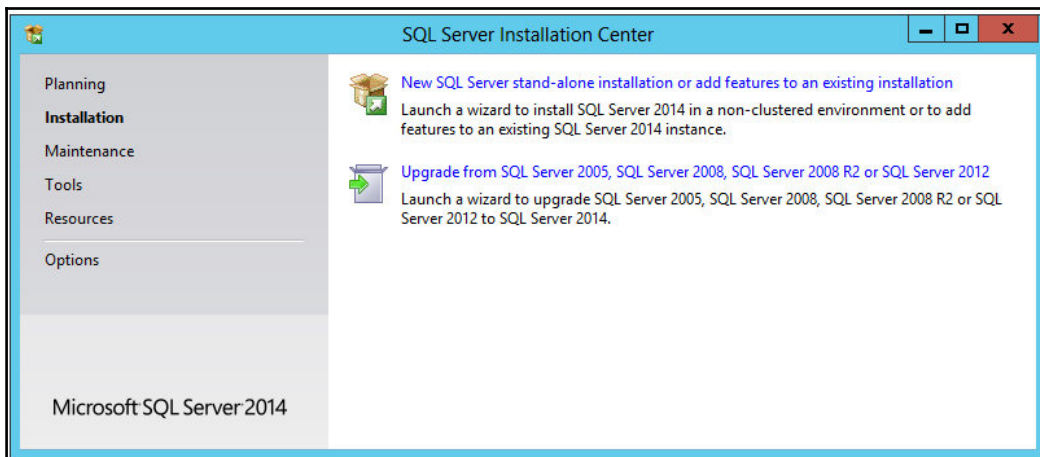 SQL Server Installation Center
Planning
Installation
Maintenance
Tools
Resources
Options
Microsoft SQL Server 2014
New SQL Server stand-alone installation or add features to an existing installation
Launch a wizard to install SQL Server 2014 in a non-clustered environment or to add
features to an existing SQL Server 2014 instance.
Upgrade from SQL Server 2005, SQL Server 2008, SQL Server 2008 R2 or SQL Server 2012
Launch a wizard to upgrade SQL Server 2005, SQL Server 2008, SQL Server 2008 R2 or SQL
Server 2012 to SQL Server 2014.